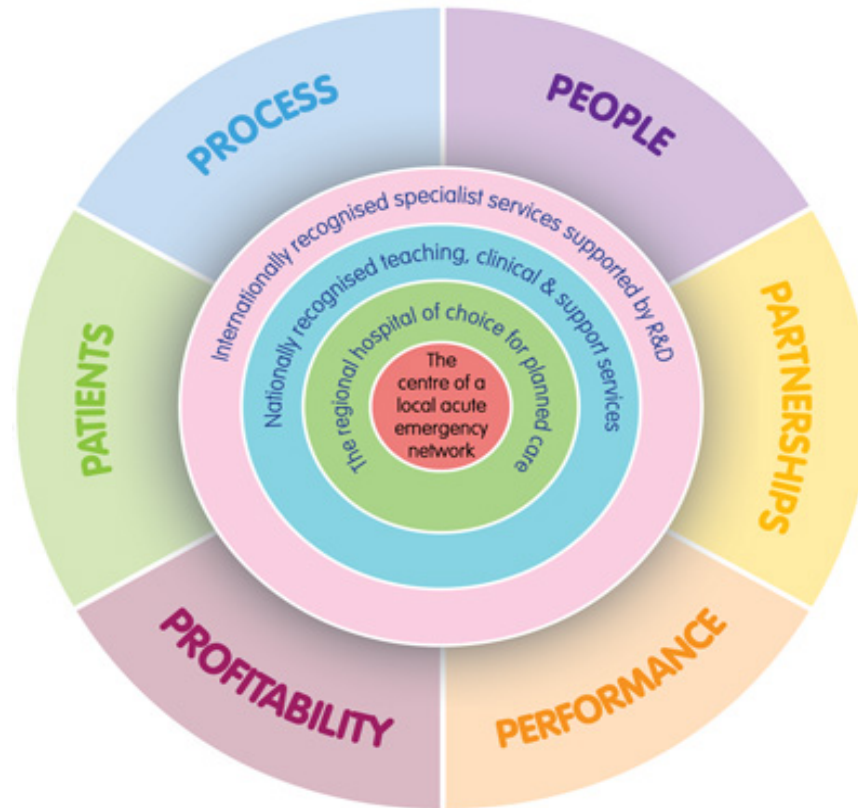 PROCESS
PEOPLE
PARTNERSHIPS
PERFORMANCE
PROFITABILITY
PATIENTS
Internationally recognised specialist services supported by R&D
Nationally recognised teaching, clinical & support services
The regional hospital of choice for planned care
The
centre of a
local acute
emergency
network